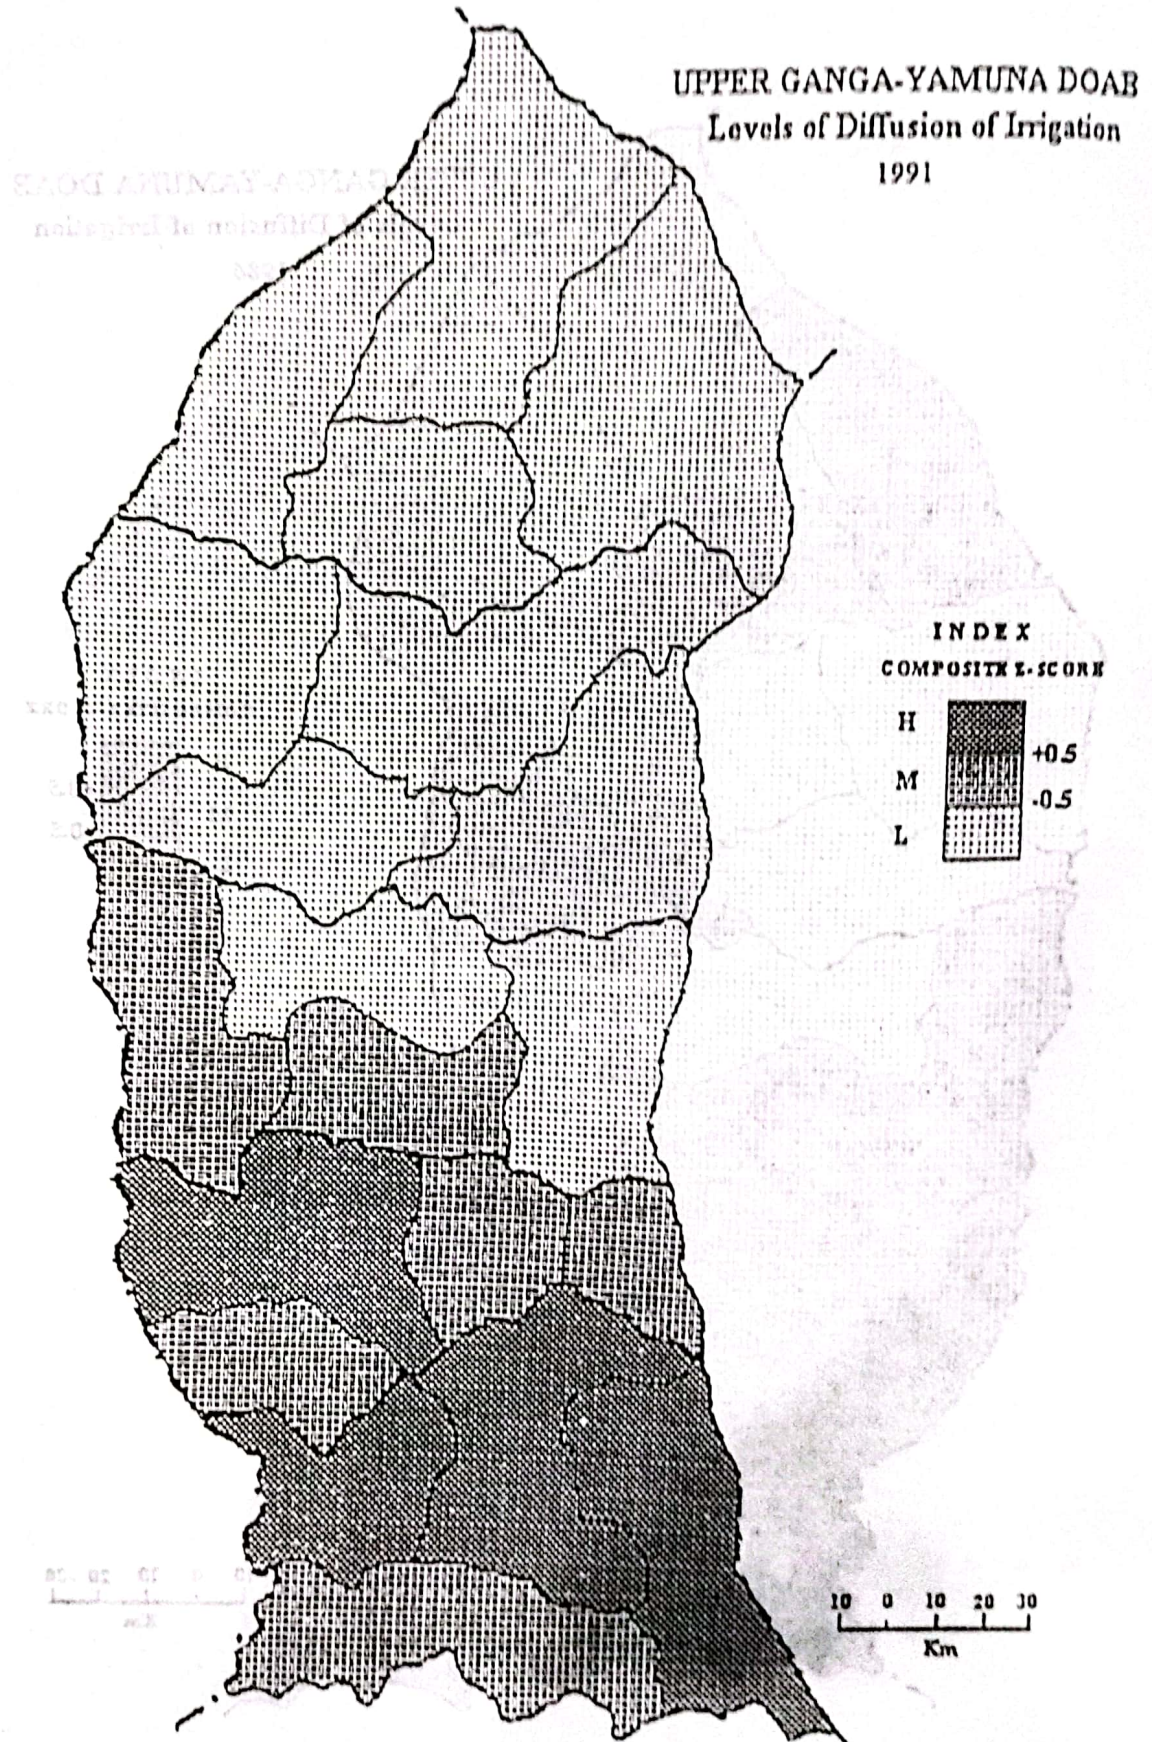 UPPER GANGA-YAMUNA DOAB
Levels of Diffusion of Irrigation
1991
INDEX
COMPOSITE Z-SCORE
H
+0.5
M
-0.5
L
10 0 10 20 30
Km